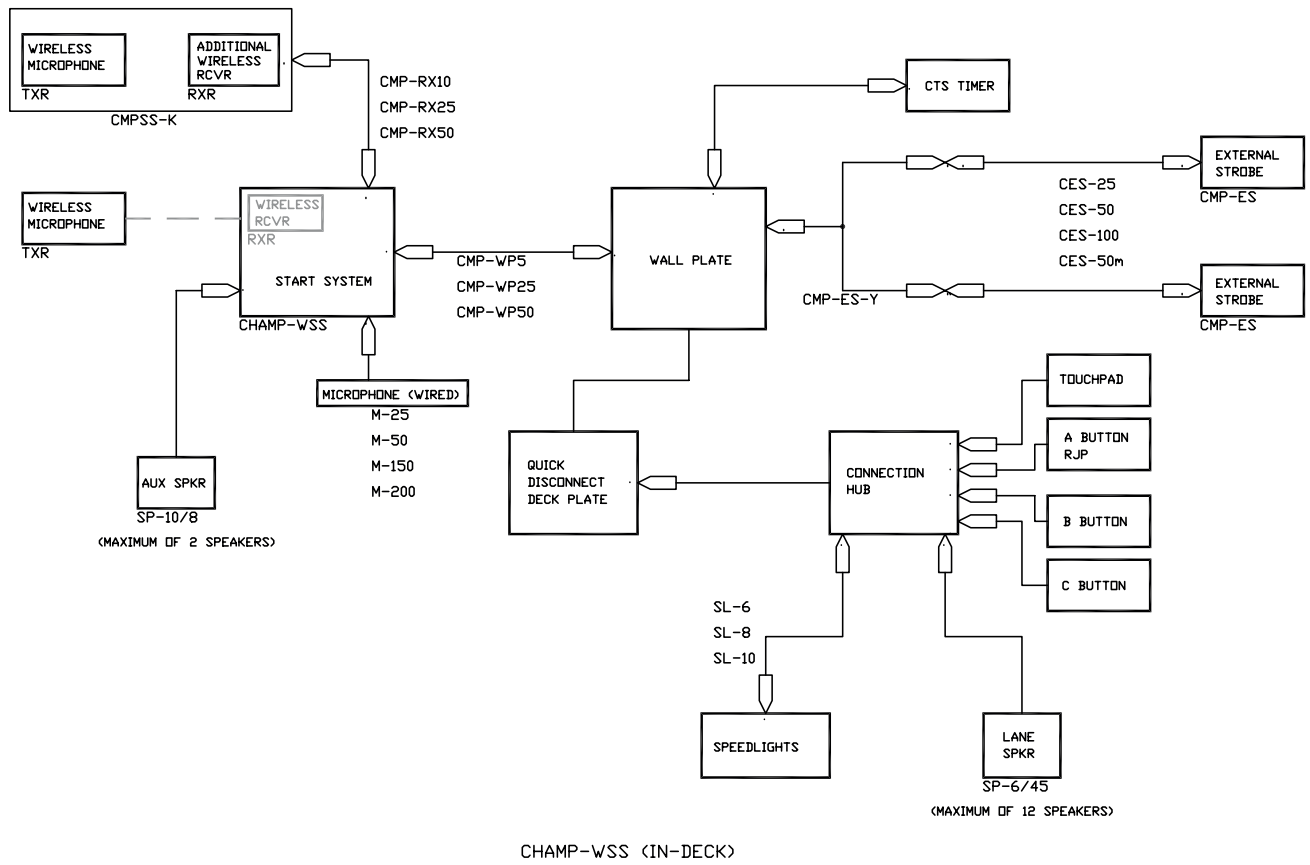 WIRELESS
MICROPHONE
TXR
ADDITIONAL
WIRELESS
RCVR
RXR
CMPSS-K
CMP-RX10
CMP-RX25
CMP-RX50
CTS TIMER
WIRELESS
MICROPHONE
TXR
WIRELESS
RCVR
RXR
START SYSTEM
CHAMP-WSS
CMP-WP5
CMP-WP25
CMP-WP50
WALL PLATE
CMP-ES-Y
EXTERNAL
STROBE
CMP-ES
CES-25
CES-50
CES-100
CES-50m
EXTERNAL
STROBE
CMP-ES
MICROPHONE (WIRED)
M-25
M-50
M-150
M-200
AUX SPKR
SP-10/8
(MAXIMUM OF 2 SPEAKERS)
QUICK
DISCONNECT
DECK PLATE
CONNECTION
HUB
TOUCHPAD
A BUTTON
RJP
B BUTTON
C BUTTON
SL-6
SL-8
SL-10
SPEEDLIGHTS
LANE
SPKR
SP-6/45
(MAXIMUM OF 12 SPEAKERS)
CHAMP-WSS (IN-DECK)